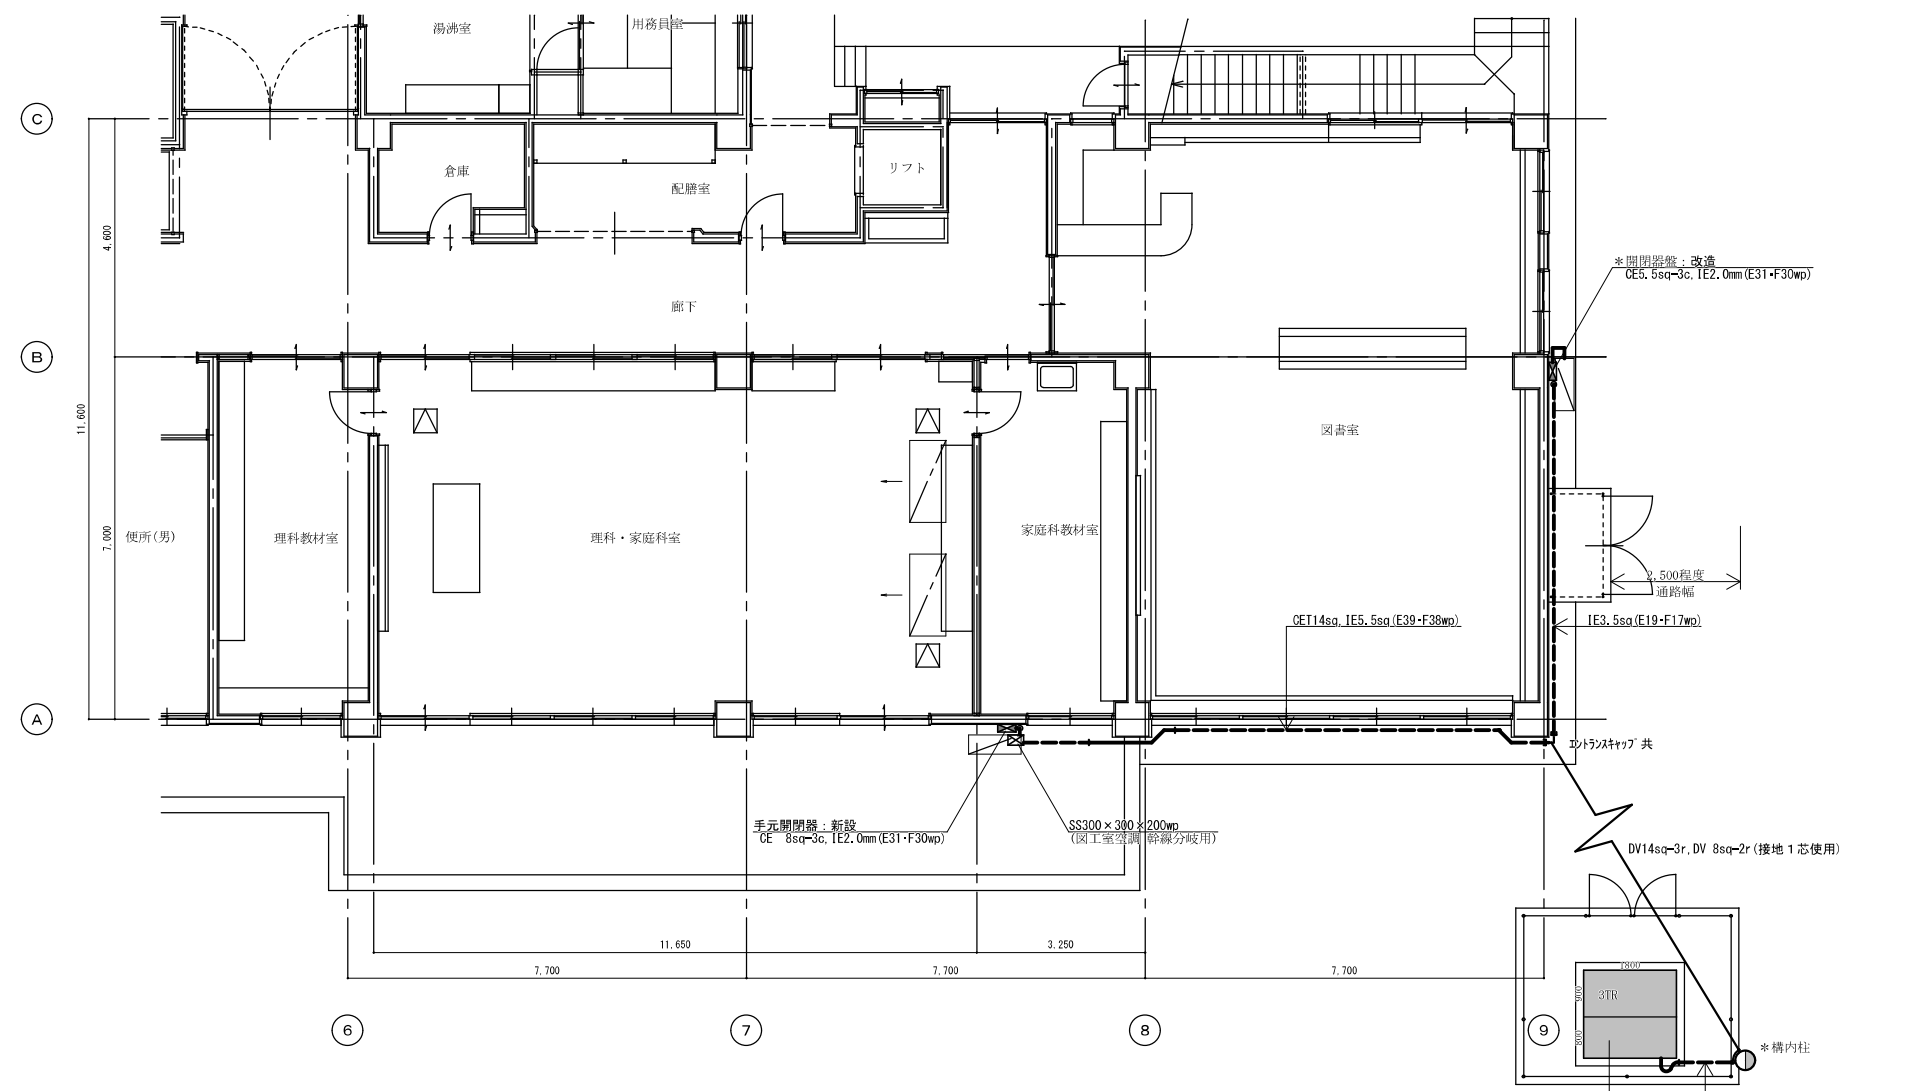 湯沸室
用務員室
C
倉庫
配膳室
リフト
4,600
*開閉器盤：改造
CE5.5sq-3c, IE2.0mm(E31・F30wp)
廊下
B
11,600
図書室
7,000
便所(男)
理科教材室
理科・家庭科室
家庭科教材室
2,500程度
通路幅
CET14sq, IE5.5sq(E39・F38wp)
IE3.5sq(E19・F17wp)
A
エントランスキャップ 共
手元開閉器：新設
CE 8sq-3c, IE2.0mm(E31・F30wp)
SS300×300×200wp
(図工室空調 幹線分岐用)
DV14sq-3r, DV 8sq-2r(接地１芯使用)
11,650
3,250
7,700
7,700
7,700
1800
900
3TR
800
6
7
8
9
*構内柱